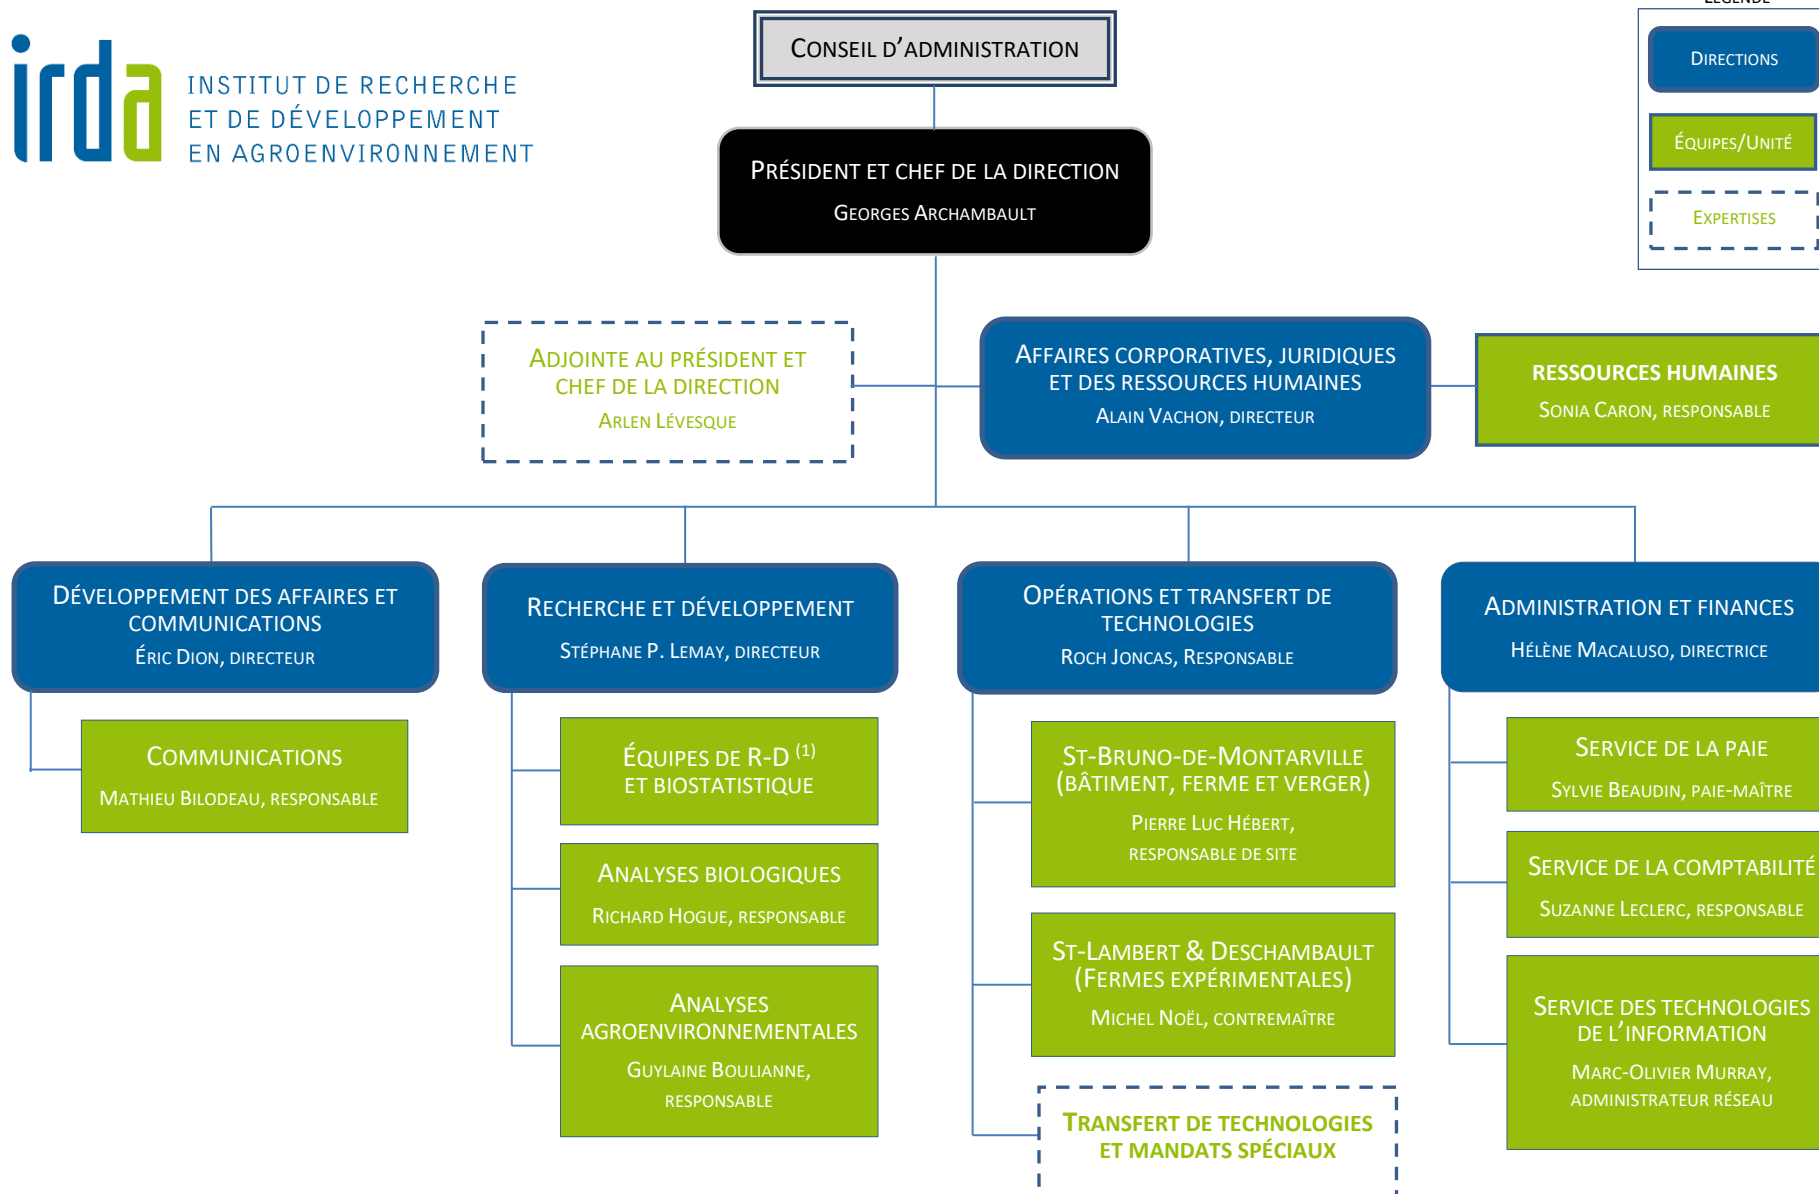 LÉGENDE
DIRECTIONS
ÉQUIPES/UNITÉ
EXPERTISES
irda
INSTITUT DE RECHERCHE
ET DE DÉVELOPPEMENT
EN AGROENVIRONNEMENT
CONSEIL D'ADMINISTRATION
PRÉSIDENT ET CHEF DE LA DIRECTION
GEORGES ARCHAMBAULT
ADJOINTE AU PRÉSIDENT ET
CHEF DE LA DIRECTION
ARLEN LÉVESQUE
AFFAIRES CORPORATIVES, JURIDIQUES
ET DES RESSOURCES HUMAINES
ALAIN VACHON, DIRECTEUR
RESSOURCES HUMAINES
SONIA CARON, RESPONSABLE
DÉVELOPPEMENT DES AFFAIRES ET
COMMUNICATIONS
ÉRIC DION, DIRECTEUR
COMMUNICATIONS
MATHIEU BILODEAU, RESPONSABLE
RECHERCHE ET DÉVELOPPEMENT
STÉPHANE P. LEMAY, DIRECTEUR
ÉQUIPES DE R-D (1)
ET BIOSTATISTIQUE
ANALYSES BIOLOGIQUES
RICHARD HOGUE, RESPONSABLE
ANALYSES
AGROENVIRONNEMENTALES
GUYLAINE BOULIANNE,
RESPONSABLE
OPÉRATIONS ET TRANSFERT DE
TECHNOLOGIES
ROCH JONCAS, RESPONSABLE
ST-BRUNO-DE-MONTARVILLE
(BÂTIMENT, FERME ET VERGER)
PIERRE LUC HÉBERT,
RESPONSABLE DE SITE
ST-LAMBERT & DESCHAMBAULT
(FERMES EXPÉRIMENTALES)
MICHEL NOËL, CONTREMAÎTRE
TRANSFERT DE TECHNOLOGIES
ET MANDATS SPÉCIAUX
ADMINISTRATION ET FINANCES
HÉLÈNE MACALUSO, DIRECTRICE
SERVICE DE LA PAIE
SYLVIE BEAUDIN, PAIE-MAÎTRE
SERVICE DE LA COMPTABILITÉ
SUZANNE LECLERC, RESPONSABLE
SERVICE DES TECHNOLOGIES
DE L'INFORMATION
MARC-OLIVIER MURRAY,
ADMINISTRATEUR RÉSEAU